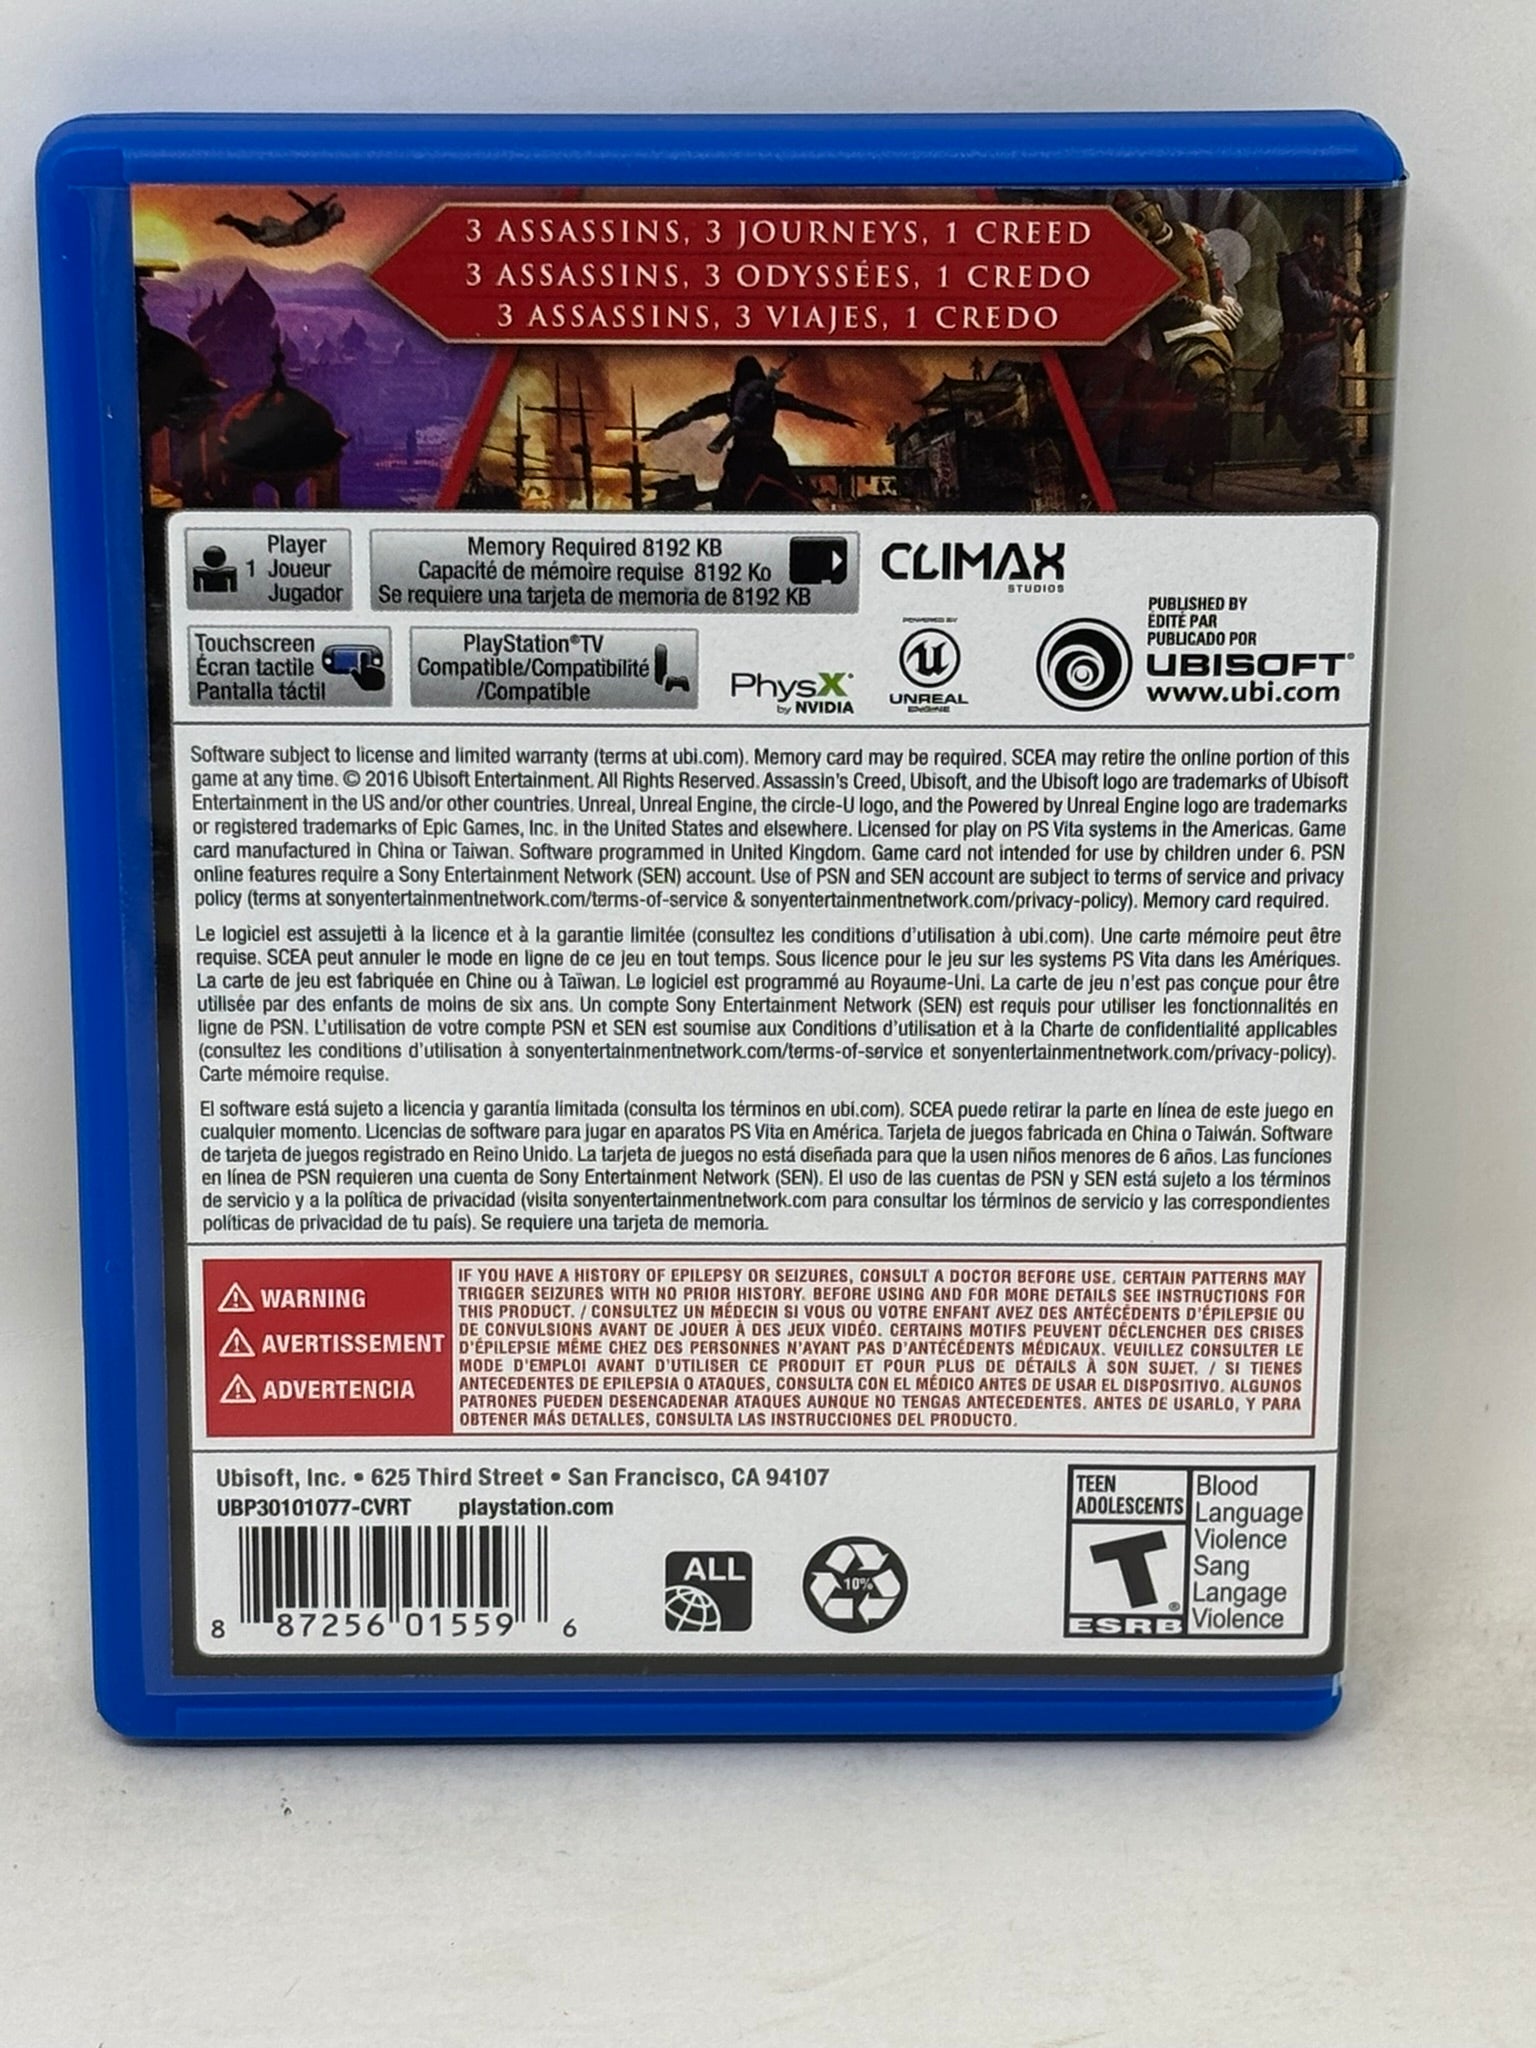 3 ASSASSINS, 3 JOURNEYS, 1 CREED
3 ASSASSINS, 3 ODYSSÉES, 1 CREDO
3 ASSASSINS, 3 VIAJES, 1 CREDO
1 Player
Joueur
Jugador
Memory Required 8192 KB
Capacité de mémoire requise 8192 Ko
Se requiere una tarjeta de memoria de 8192 KB
CLIMAX
STUDIOS
Touchscreen
Écran tactile
Pantalla táctil
PlayStation®TV
Compatible/Compatibilité
/Compatible
PhysX®
by NVIDIA
POWERED BY
UNREAL
ENGINE
PUBLISHED BY
ÉDITÉ PAR
PUBLICADO POR
UBISOFT®
www.ubi.com
Software subject to license and limited warranty (terms at ubi.com). Memory card may be required. SCEA may retire the online portion of this
game at any time. © 2016 Ubisoft Entertainment. All Rights Reserved. Assassin's Creed, Ubisoft, and the Ubisoft logo are trademarks of Ubisoft
Entertainment in the US and/or other countries. Unreal, Unreal Engine, the circle-U logo, and the Powered by Unreal Engine logo are trademarks
or registered trademarks of Epic Games, Inc. in the United States and elsewhere. Licensed for play on PS Vita systems in the Americas. Game
card manufactured in China or Taiwan. Software programmed in United Kingdom. Game card not intended for use by children under 6. PSN
online features require a Sony Entertainment Network (SEN) account. Use of PSN and SEN account are subject to terms of service and privacy
policy (terms at sonyentertainmentnetwork.com/terms-of-service & sonyentertainmentnetwork.com/privacy-policy). Memory card required.
Le logiciel est assujetti à la licence et à la garantie limitée (consultez les conditions d'utilisation à ubi.com). Une carte mémoire peut être
requise. SCEA peut annuler le mode en ligne de ce jeu en tout temps. Sous licence pour le jeu sur les systems PS Vita dans les Amériques.
La carte de jeu est fabriquée en Chine ou à Taïwan. Le logiciel est programmé au Royaume-Uni. La carte de jeu n'est pas conçue pour être
utilisée par des enfants de moins de six ans. Un compte Sony Entertainment Network (SEN) est requis pour utiliser les fonctionnalités en
ligne de PSN. L'utilisation de votre compte PSN et SEN est soumise aux Conditions d'utilisation et à la Charte de confidentialité applicables
(consultez les conditions d'utilisation à sonyentertainmentnetwork.com/terms-of-service et sonyentertainmentnetwork.com/privacy-policy).
Carte mémoire requise.
El software está sujeto a licencia y garantía limitada (consulta los términos en ubi.com). SCEA puede retirar la parte en línea de este juego en
cualquier momento. Licencias de software para jugar en aparatos PS Vita en América. Tarjeta de juegos fabricada en China o Taiwán. Software
de tarjeta de juegos registrado en Reino Unido. La tarjeta de juegos no está diseñada para que la usen niños menores de 6 años. Las funciones
en línea de PSN requieren una cuenta de Sony Entertainment Network (SEN). El uso de las cuentas de PSN y SEN está sujeto a los términos
de servicio y a la política de privacidad (visita sonyentertainmentnetwork.com para consultar los términos de servicio y las correspondientes
políticas de privacidad de tu país). Se requiere una tarjeta de memoria.
WARNING
AVERTISSEMENT
ADVERTENCIA
IF YOU HAVE A HISTORY OF EPILEPSY OR SEIZURES, CONSULT A DOCTOR BEFORE USE. CERTAIN PATTERNS MAY
TRIGGER SEIZURES WITH NO PRIOR HISTORY. BEFORE USING AND FOR MORE DETAILS SEE INSTRUCTIONS FOR
THIS PRODUCT. / CONSULTEZ UN MÉDECIN SI VOUS OU VOTRE ENFANT AVEZ DES ANTÉCÉDENTS D'ÉPILEPSIE OU
DE CONVULSIONS AVANT DE JOUER À DES JEUX VIDÉO. CERTAINS MOTIFS PEUVENT DÉCLENCHER DES CRISES
D'ÉPILEPSIE MÊME CHEZ DES PERSONNES N'AYANT PAS D'ANTÉCÉDENTS MÉDICAUX. VEUILLEZ CONSULTER LE
MODE D'EMPLOI AVANT D'UTILISER CE PRODUIT ET POUR PLUS DE DÉTAILS À SON SUJET. / SI TIENES
ANTECEDENTES DE EPILEPSIA O ATAQUES, CONSULTA CON EL MÉDICO ANTES DE USAR EL DISPOSITIVO. ALGUNOS
PATRONES PUEDEN DESENCADENAR ATAQUES AUNQUE NO TENGAS ANTECEDENTES. ANTES DE USARLO, Y PARA
OBTENER MÁS DETALLES, CONSULTA LAS INSTRUCCIONES DEL PRODUCTO.
Ubisoft, Inc. • 625 Third Street • San Francisco, CA 94107
UBP30101077-CVRT playstation.com
8 87256 01559 6
ALL
10%
TEEN
ADOLESCENTS
T
ESRB
Blood
Language
Violence
Sang
Langage
Violence